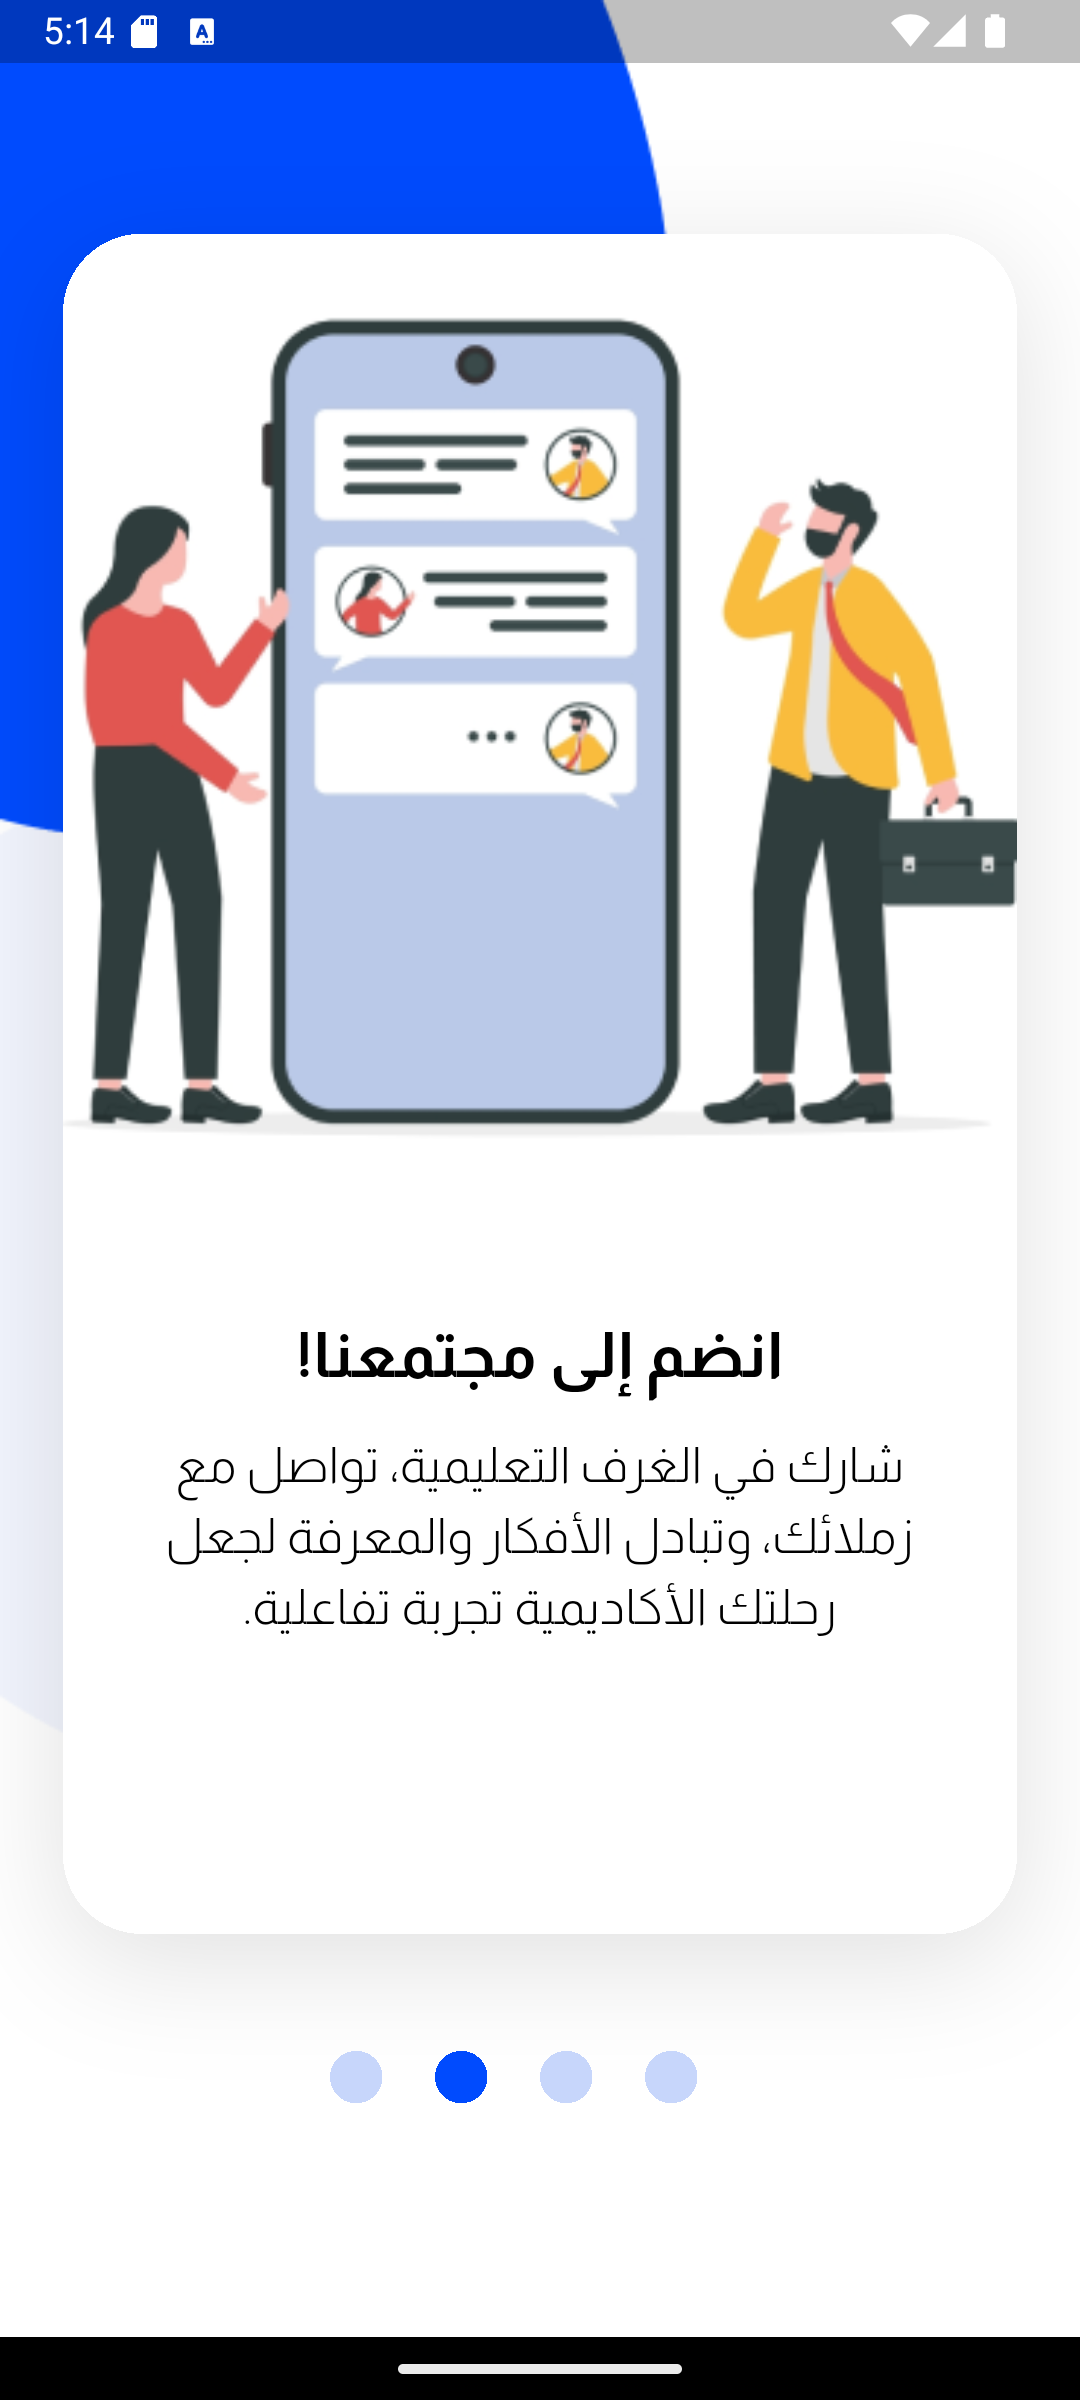 5:14
انضم إلى مجتمعنا!
شارك في الغرف التعليمية، تواصل مع
زملائك، وتبادل الأفكار والمعرفة لجعل
رحلتك الأكاديمية تجربة تفاعلية.